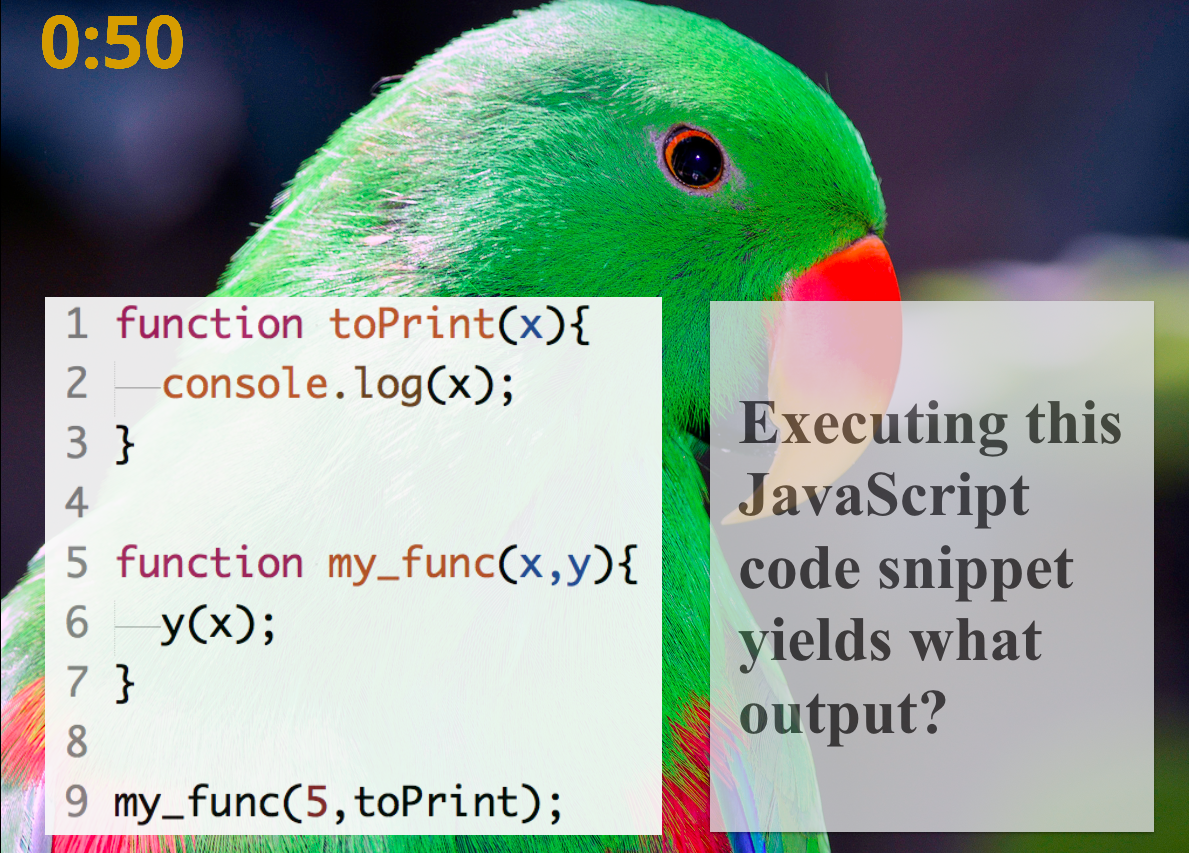 0:50
1 function toPrint(x){
2 console.log(x);
3 }
4
5 function my_func(x,y){
6 y(x);
7 }
8
9 my_func(5,toPrint);
Executing this
JavaScript
code snippet
yields what
output?